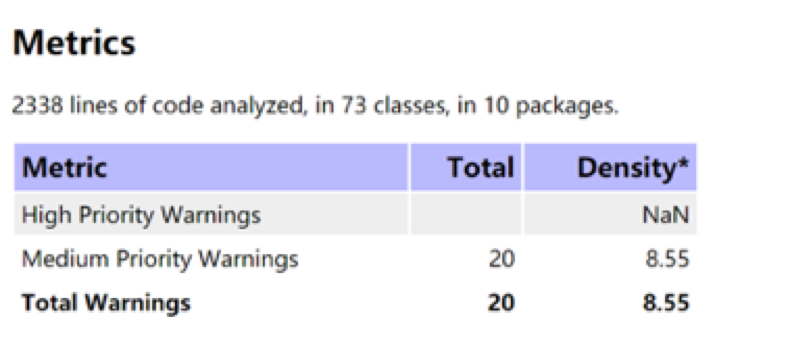 Metrics
2338 lines of code analyzed, in 73 classes, in 10 packages.
Metric Total Density*
High Priority Warnings NaN
Medium Priority Warnings 20 8.55
Total Warnings 20 8.55